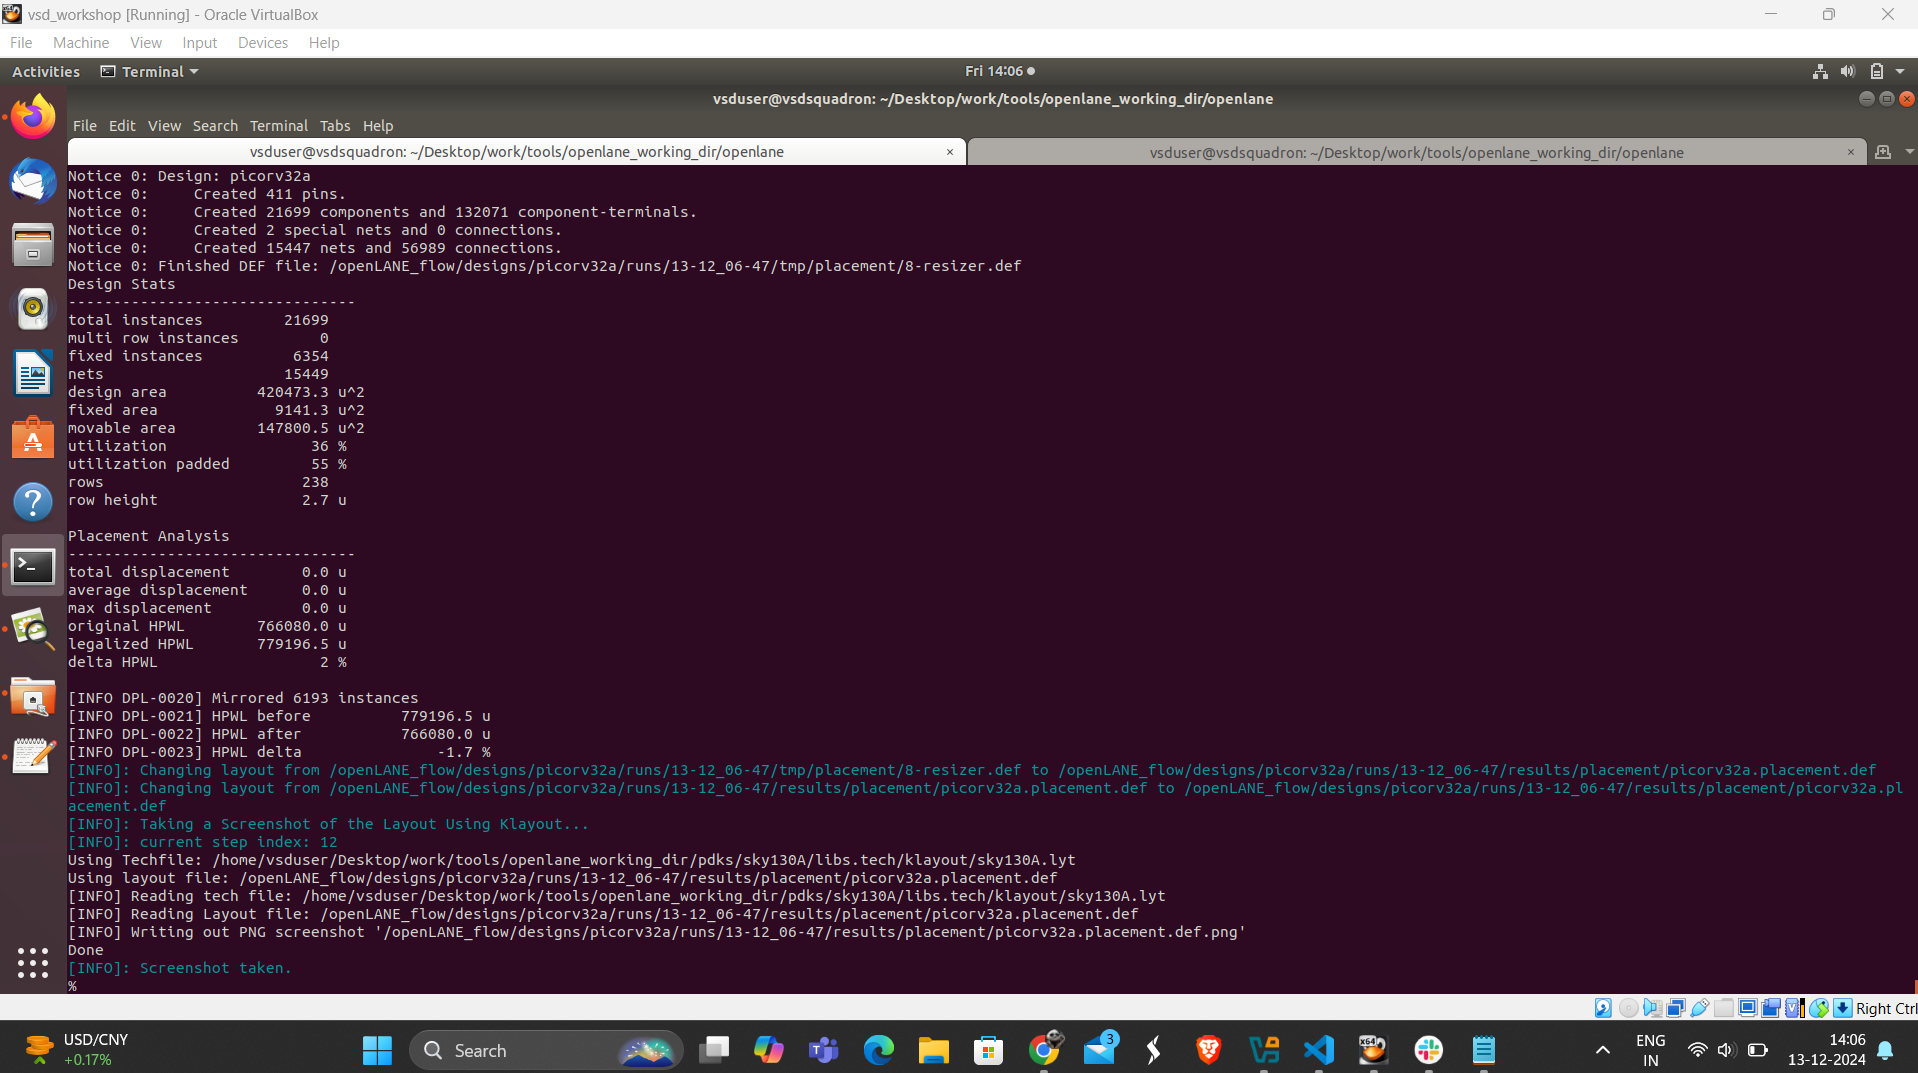 vsd_workshop [Running] - Oracle VirtualBox
File Machine View Input Devices Help
Activities Terminal Fri 14:06
vsduser@vsdsquadron: ~/Desktop/work/tools/openlane_working_dir/openlane
File Edit View Search Terminal Tabs Help
vsduser@vsdsquadron: ~/Desktop/work/tools/openlane_working_dir/openlane × vsduser@vsdsquadron: ~/Desktop/work/tools/openlane_working_dir/openlane ×
Notice 0: Design: picorv32a
Notice 0:     Created 411 pins.
Notice 0:     Created 21699 components and 132071 component-terminals.
Notice 0:     Created 2 special nets and 0 connections.
Notice 0:     Created 15447 nets and 56989 connections.
Notice 0: Finished DEF file: /openLANE_flow/designs/picorv32a/runs/13-12_06-47/tmp/placement/8-resizer.def
Design Stats
--------------------------------
total instances         21699
multi row instances         0
fixed instances          6354
nets                    15449
design area          420473.3 u^2
fixed area             9141.3 u^2
movable area         147800.5 u^2
utilization                36 %
utilization padded         55 %
rows                      238
row height                2.7 u
Placement Analysis
--------------------------------
total displacement        0.0 u
average displacement      0.0 u
max displacement          0.0 u
original HPWL        766080.0 u
legalized HPWL       779196.5 u
delta HPWL                  2 %
[INFO DPL-0020] Mirrored 6193 instances
[INFO DPL-0021] HPWL before          779196.5 u
[INFO DPL-0022] HPWL after           766080.0 u
[INFO DPL-0023] HPWL delta               -1.7 %
[INFO]: Changing layout from /openLANE_flow/designs/picorv32a/runs/13-12_06-47/tmp/placement/8-resizer.def to /openLANE_flow/designs/picorv32a/runs/13-12_06-47/results/placement/picorv32a.placement.def
[INFO]: Changing layout from /openLANE_flow/designs/picorv32a/runs/13-12_06-47/results/placement/picorv32a.placement.def to /openLANE_flow/designs/picorv32a/runs/13-12_06-47/results/placement/picorv32a.pl
acement.def
[INFO]: Taking a Screenshot of the Layout Using Klayout...
[INFO]: current step index: 12
Using Techfile: /home/vsduser/Desktop/work/tools/openlane_working_dir/pdks/sky130A/libs.tech/klayout/sky130A.lyt
Using layout file: /openLANE_flow/designs/picorv32a/runs/13-12_06-47/results/placement/picorv32a.placement.def
[INFO] Reading tech file: /home/vsduser/Desktop/work/tools/openlane_working_dir/pdks/sky130A/libs.tech/klayout/sky130A.lyt
[INFO] Reading Layout file: /openLANE_flow/designs/picorv32a/runs/13-12_06-47/results/placement/picorv32a.placement.def
[INFO] Writing out PNG screenshot '/openLANE_flow/designs/picorv32a/runs/13-12_06-47/results/placement/picorv32a.placement.def.png'
Done
[INFO]: Screenshot taken.
%
Right Ctrl
USD/CNY
+0.17%
Search
3
X64
ENG
IN
14:06
13-12-2024